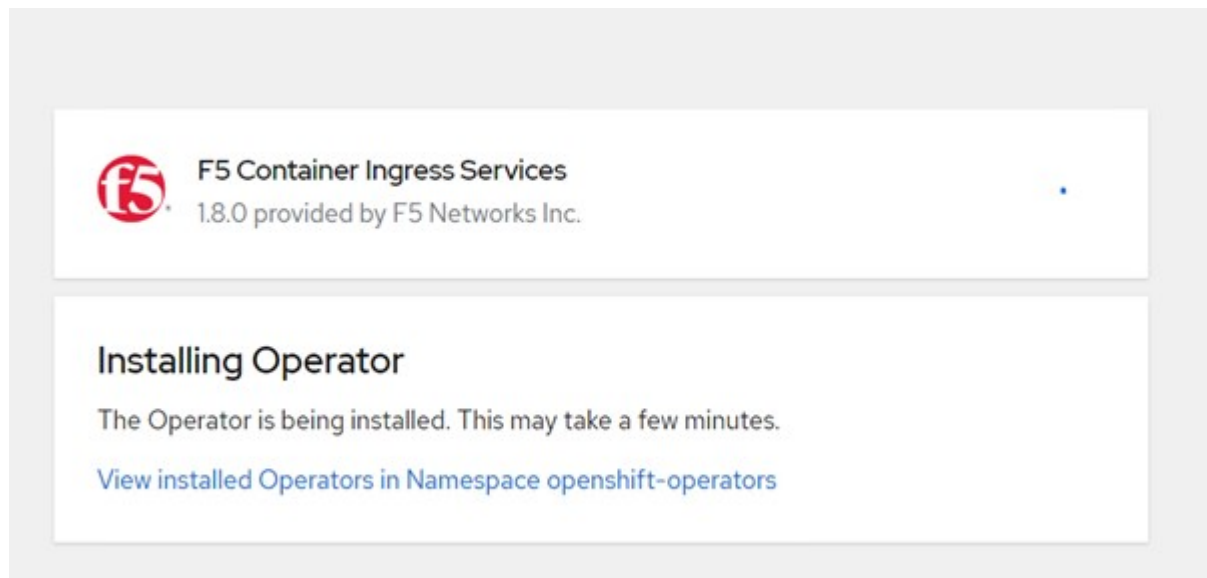 f5
F5 Container Ingress Services
1.8.0 provided by F5 Networks Inc.
Installing Operator
The Operator is being installed. This may take a few minutes.
View installed Operators in Namespace openshift-operators